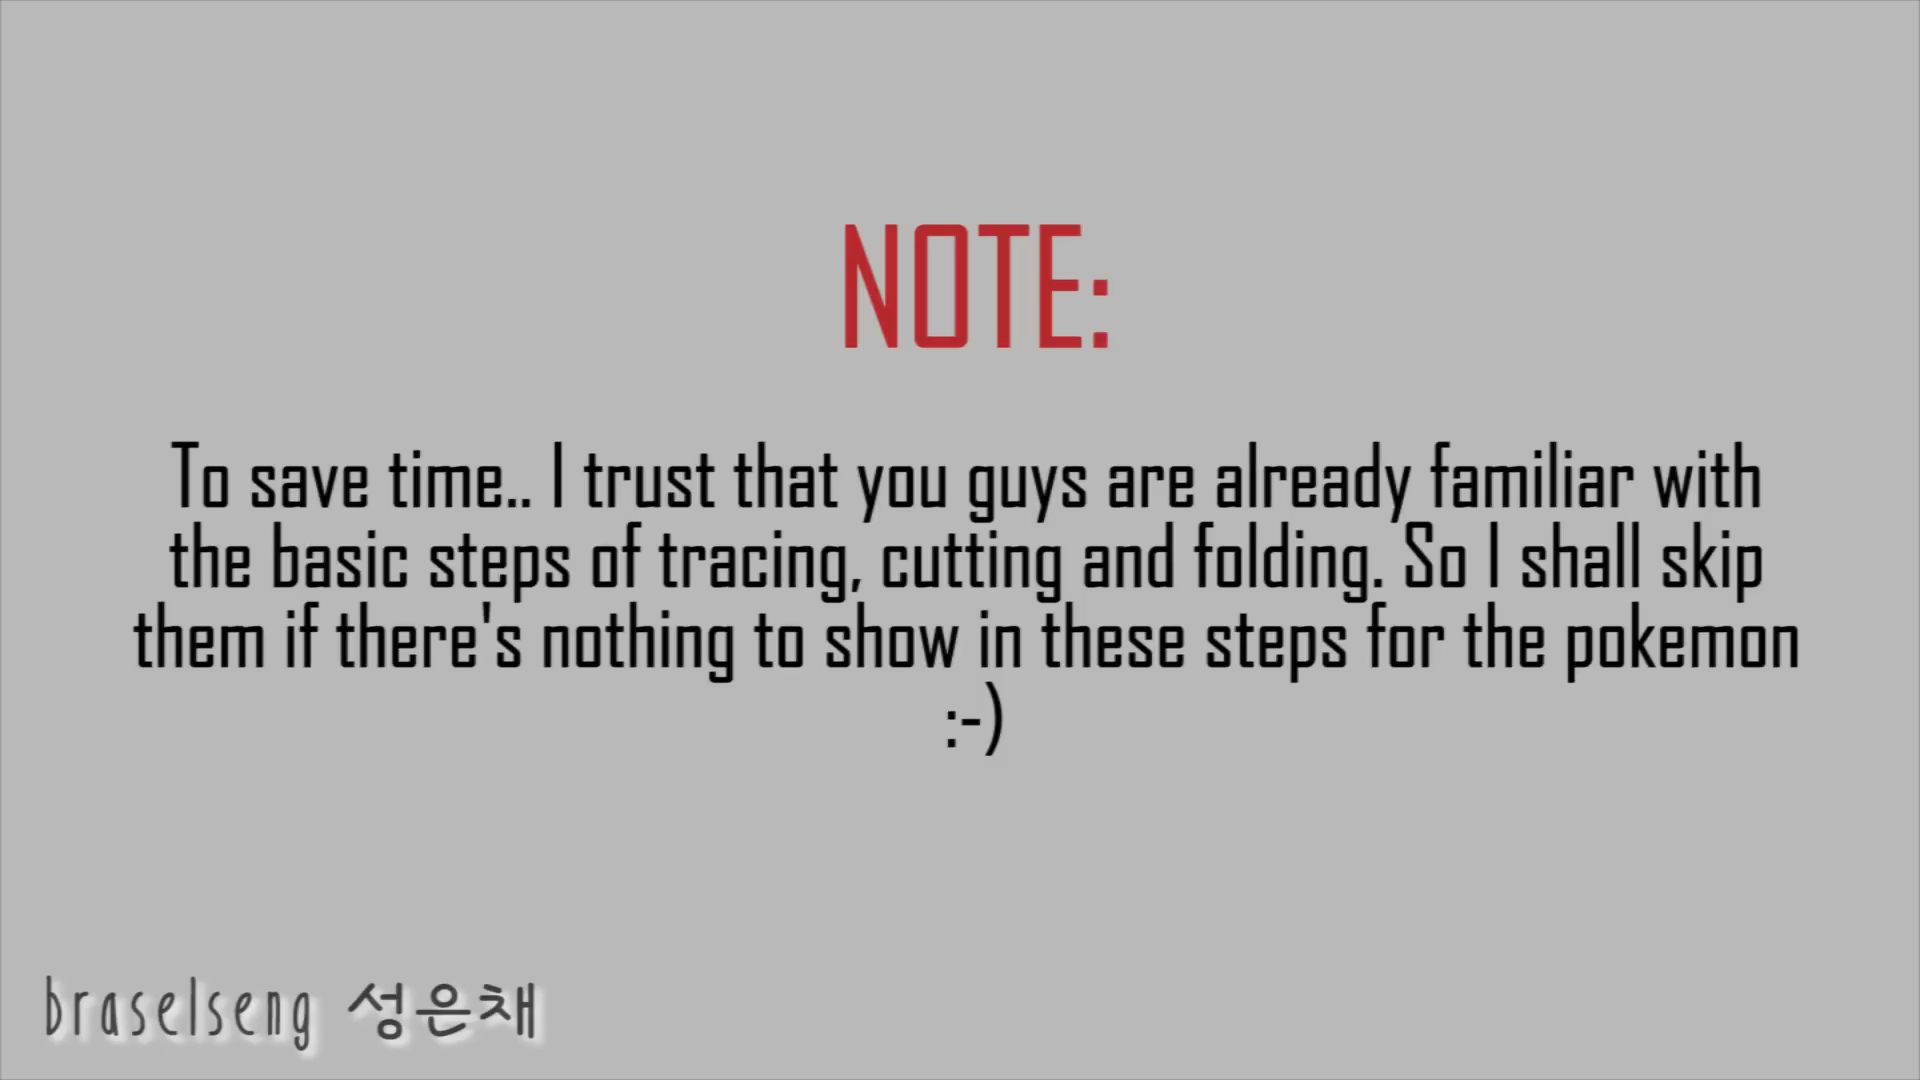 NOTE:
To save time.. I trust that you guys are already familiar with
the basic steps of tracing, cutting and folding. So I shall skip
them if there's nothing to show in these steps for the pokemon
:-)
braselseng 성은채